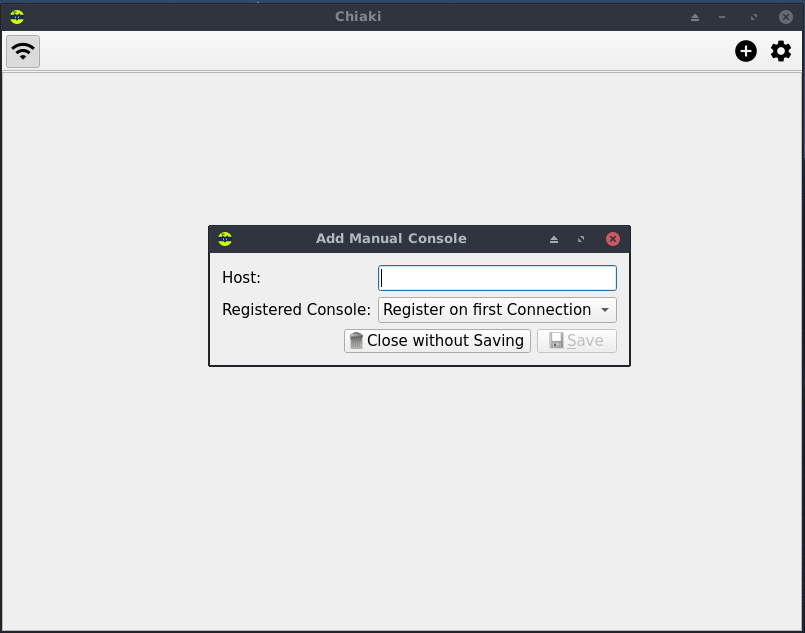 Chiaki
Add Manual Console
Host:
Registered Console: Register on first Connection
Close without Saving Save